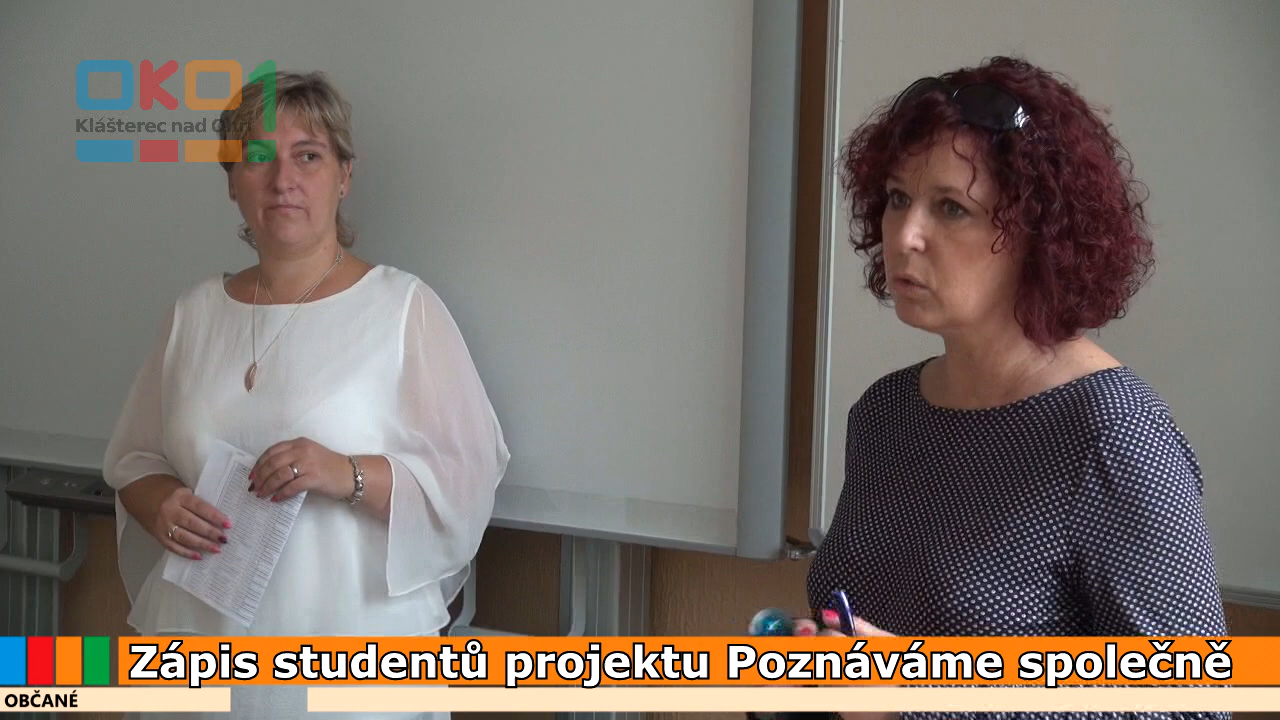 OKO1
Klášterec nad Ohří
Zápis studentů projektu Poznáváme společně
OBČANÉ